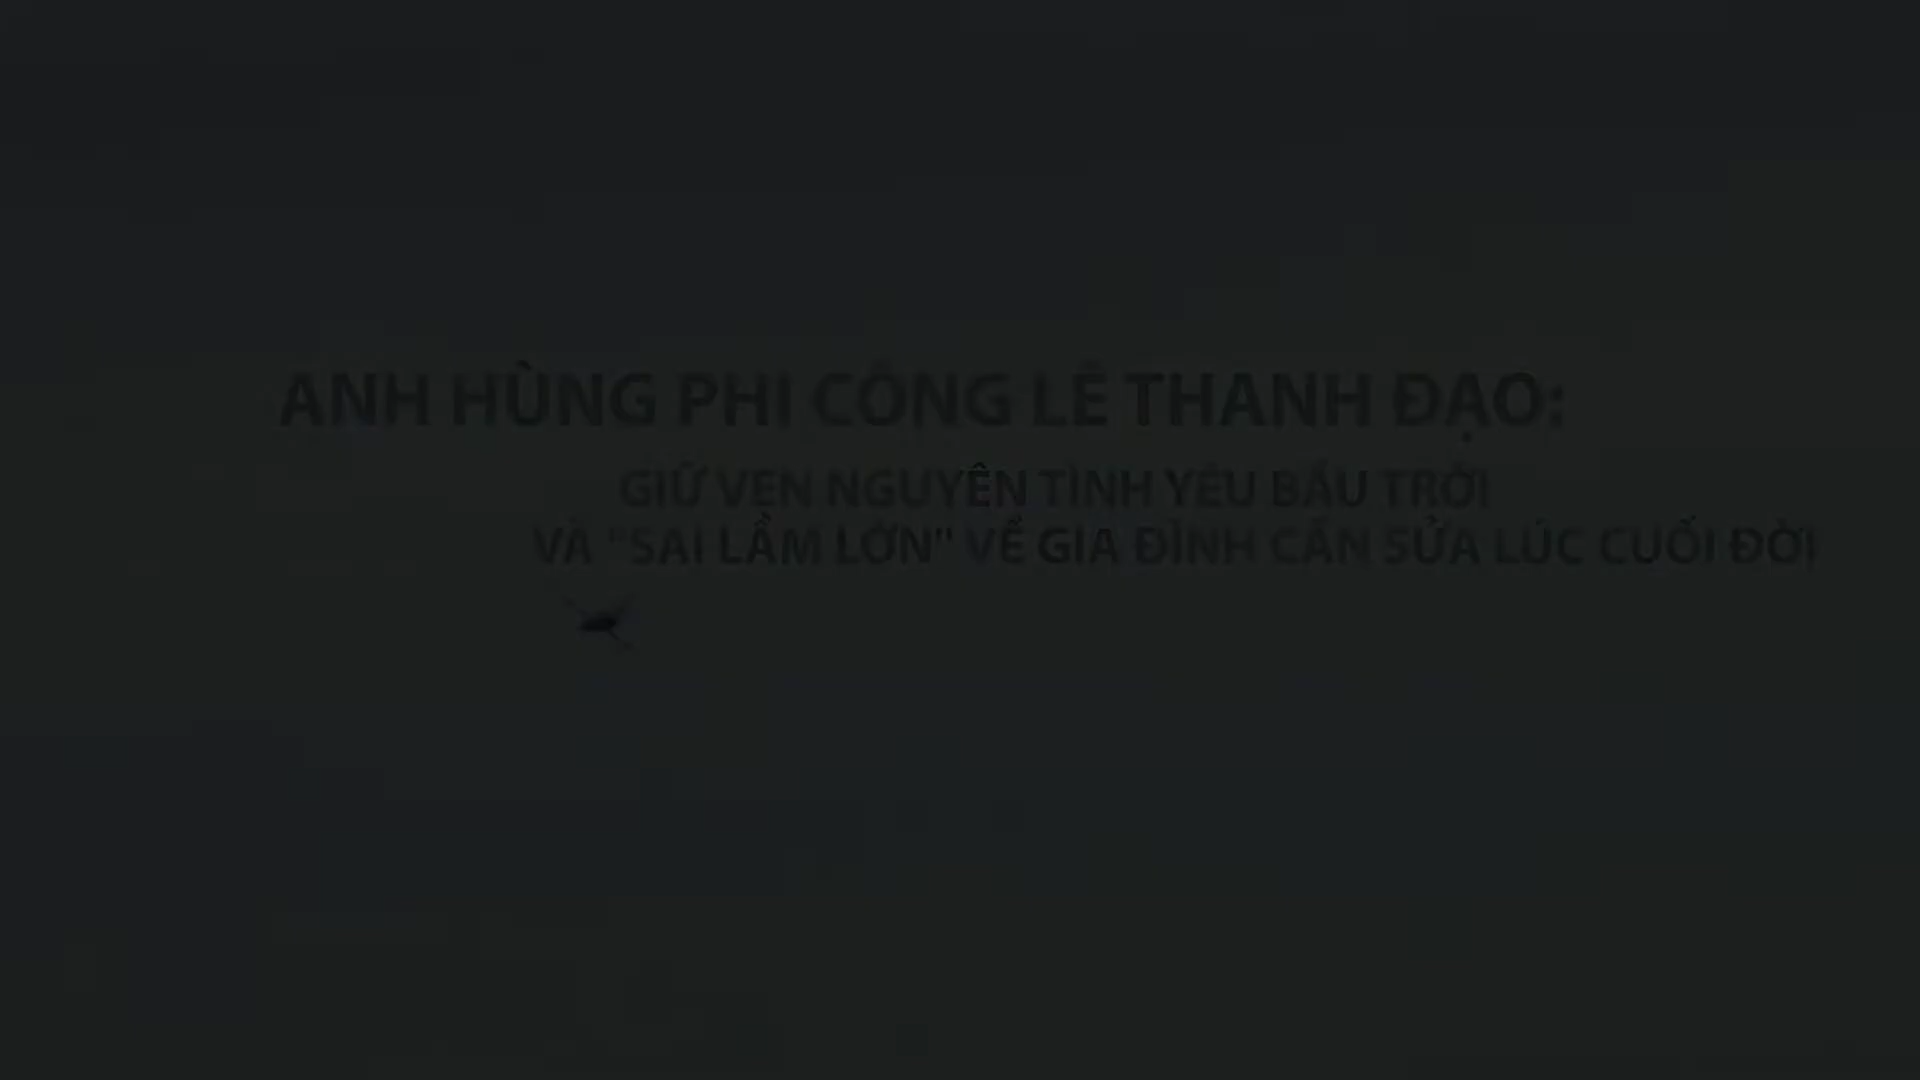 ANH HÙNG PHI CÔNG LÊ THANH ĐẠO:
GIỮ VẸN NGUYÊN TÌNH YÊU BẦU TRỜI
VÀ "SAI LẦM LỚN" VỀ GIA ĐÌNH CẦN SỬA LÚC CUỐI ĐỜI